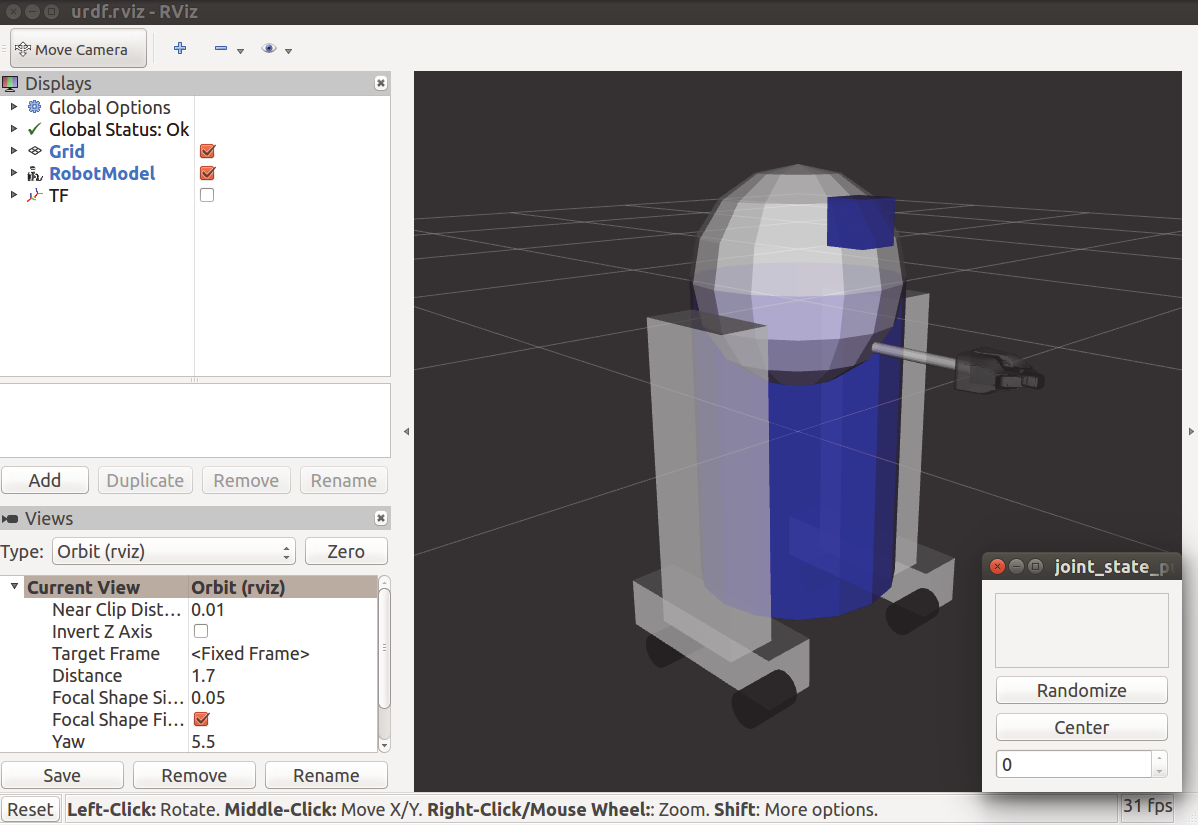 urdf.rviz - RViz
Move Camera
Displays
Global Options
Global Status: Ok
Grid
RobotModel
TF
Add
Duplicate
Remove
Rename
Views
Type:
Orbit (rviz)
Zero
Current View
Orbit (rviz)
Near Clip Dist...
0.01
Invert Z Axis
Target Frame
<Fixed Frame>
Distance
1.7
Focal Shape Si...
0.05
Focal Shape Fi...
Yaw
5.5
Save
Remove
Rename
joint_state_p
Randomize
Center
0
Reset
Left-Click: Rotate. Middle-Click: Move X/Y. Right-Click/Mouse Wheel:: Zoom. Shift: More options.
31 fps